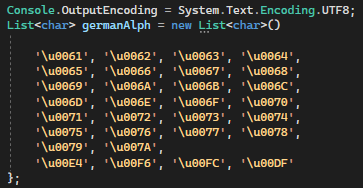 Console.OutputEncoding = System.Text.Encoding.UTF8;
List<char> germanAlph = new List<char>()
'\u0061', '\u0062', '\u0063', '\u0064',
'\u0065', '\u0066', '\u0067', '\u0068',
'\u0069', '\u006A', '\u006B', '\u006C',
'\u006D', '\u006E', '\u006F', '\u0070',
'\u0071', '\u0072', '\u0073', '\u0074',
'\u0075', '\u0076', '\u0077', '\u0078',
'\u0079', '\u007A',
'\u00E4', '\u00F6', '\u00FC', '\u00DF'
};